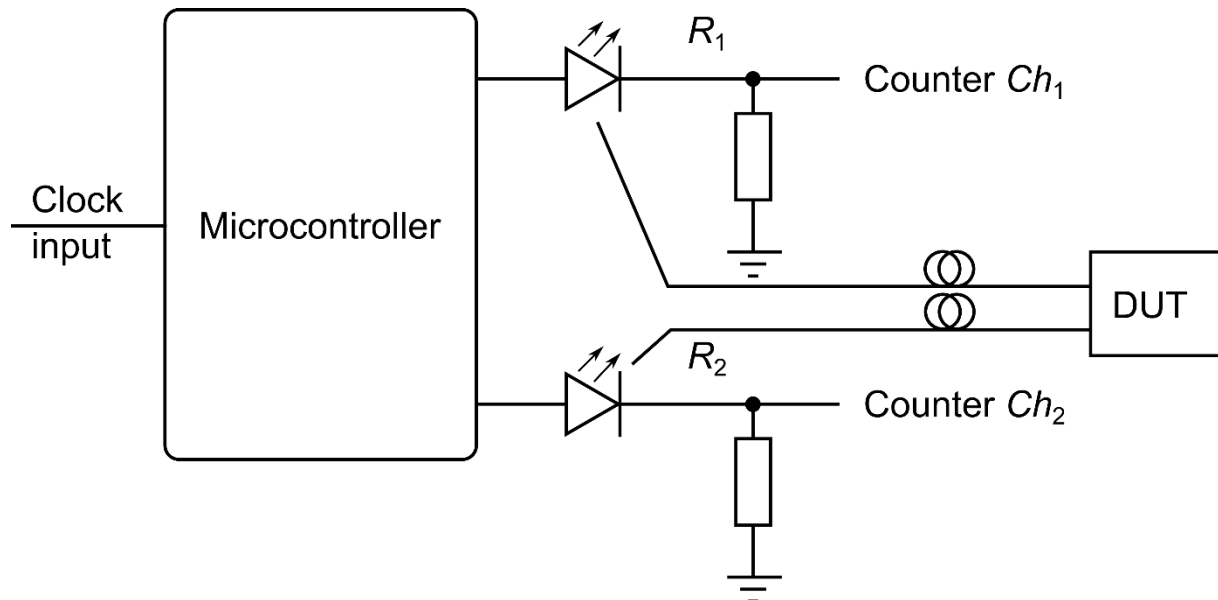 R₁
Counter Ch₁
Clock
input
Microcontroller
DUT
R₂
Counter Ch₂